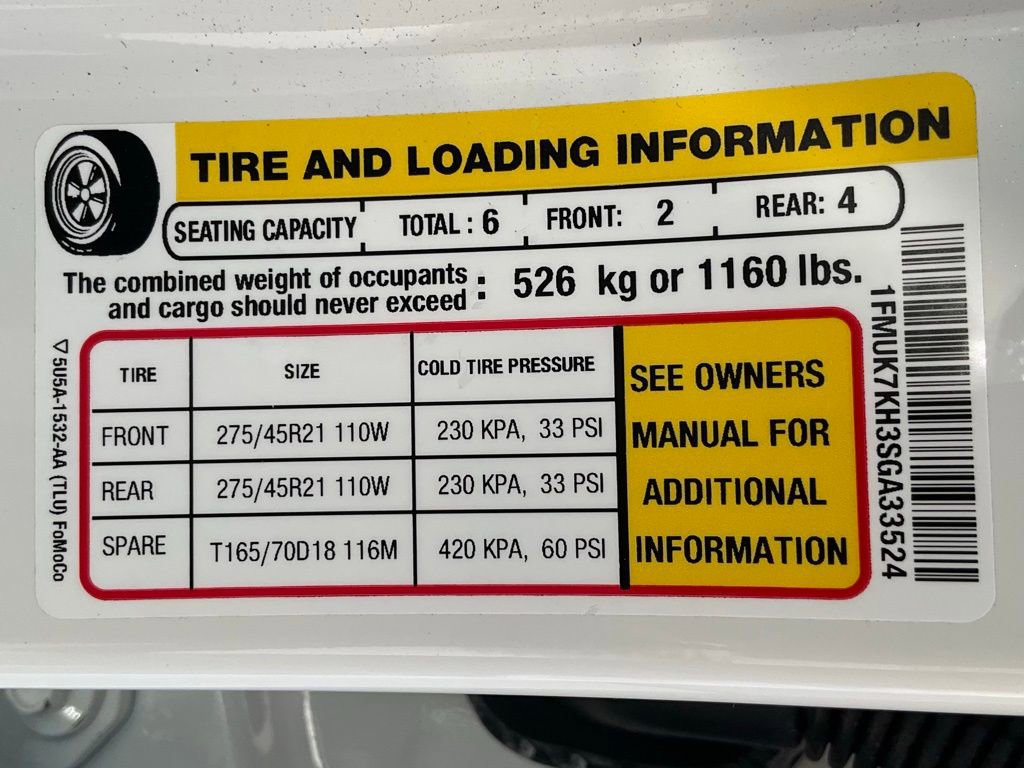 TIRE AND LOADING INFORMATION
SEATING CAPACITY TOTAL : 6 FRONT: 2 REAR: 4
The combined weight of occupants
and cargo should never exceed : 526 kg or 1160 lbs.
TIRE SIZE COLD TIRE PRESSURE
FRONT 275/45R21 110W 230 KPA, 33 PSI
REAR 275/45R21 110W 230 KPA, 33 PSI
SPARE T165/70D18 116M 420 KPA, 60 PSI
SEE OWNERS
MANUAL FOR
ADDITIONAL
INFORMATION
1FMUK7KH3SGA33524
▽5U5A-1532-AA (TLU) FoMoCo